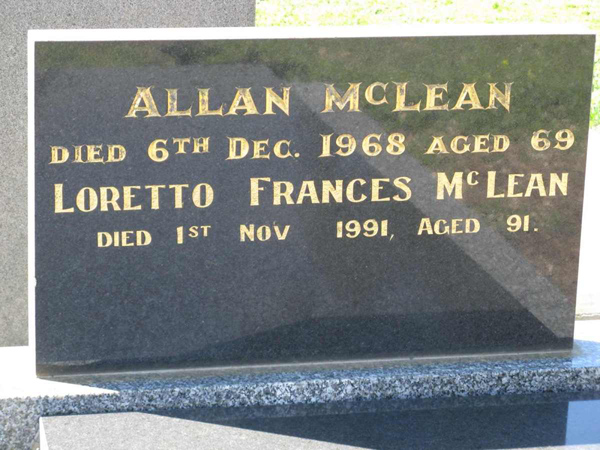 ALLAN McLEAN
DIED 6TH DEC. 1968 AGED 69
LORETTO FRANCES McLEAN
DIED 1ST NOV 1991, AGED 91.